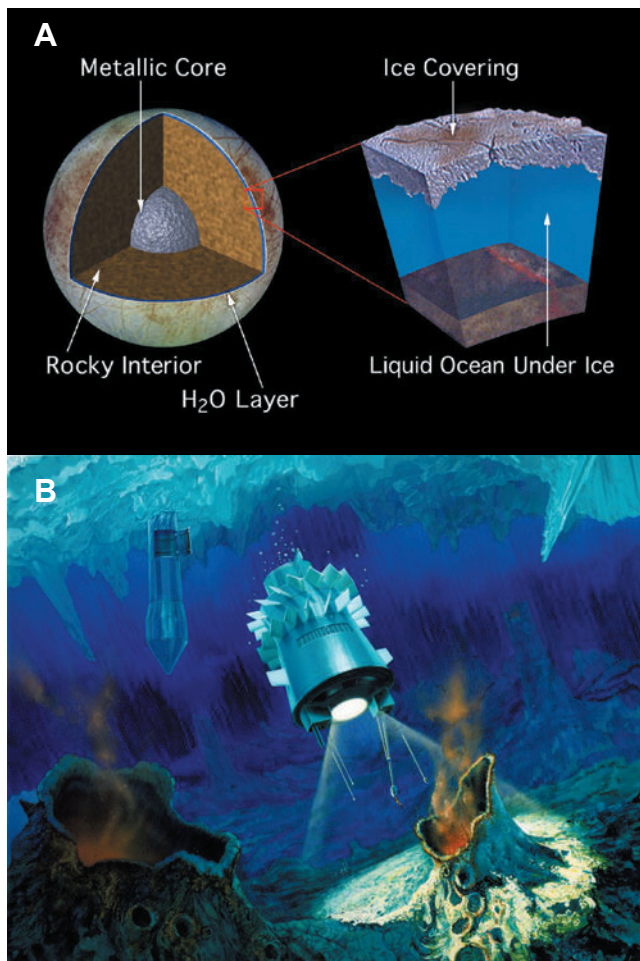 A
Metallic Core
Ice Covering
Rocky Interior
Liquid Ocean Under Ice
H₂O Layer
B